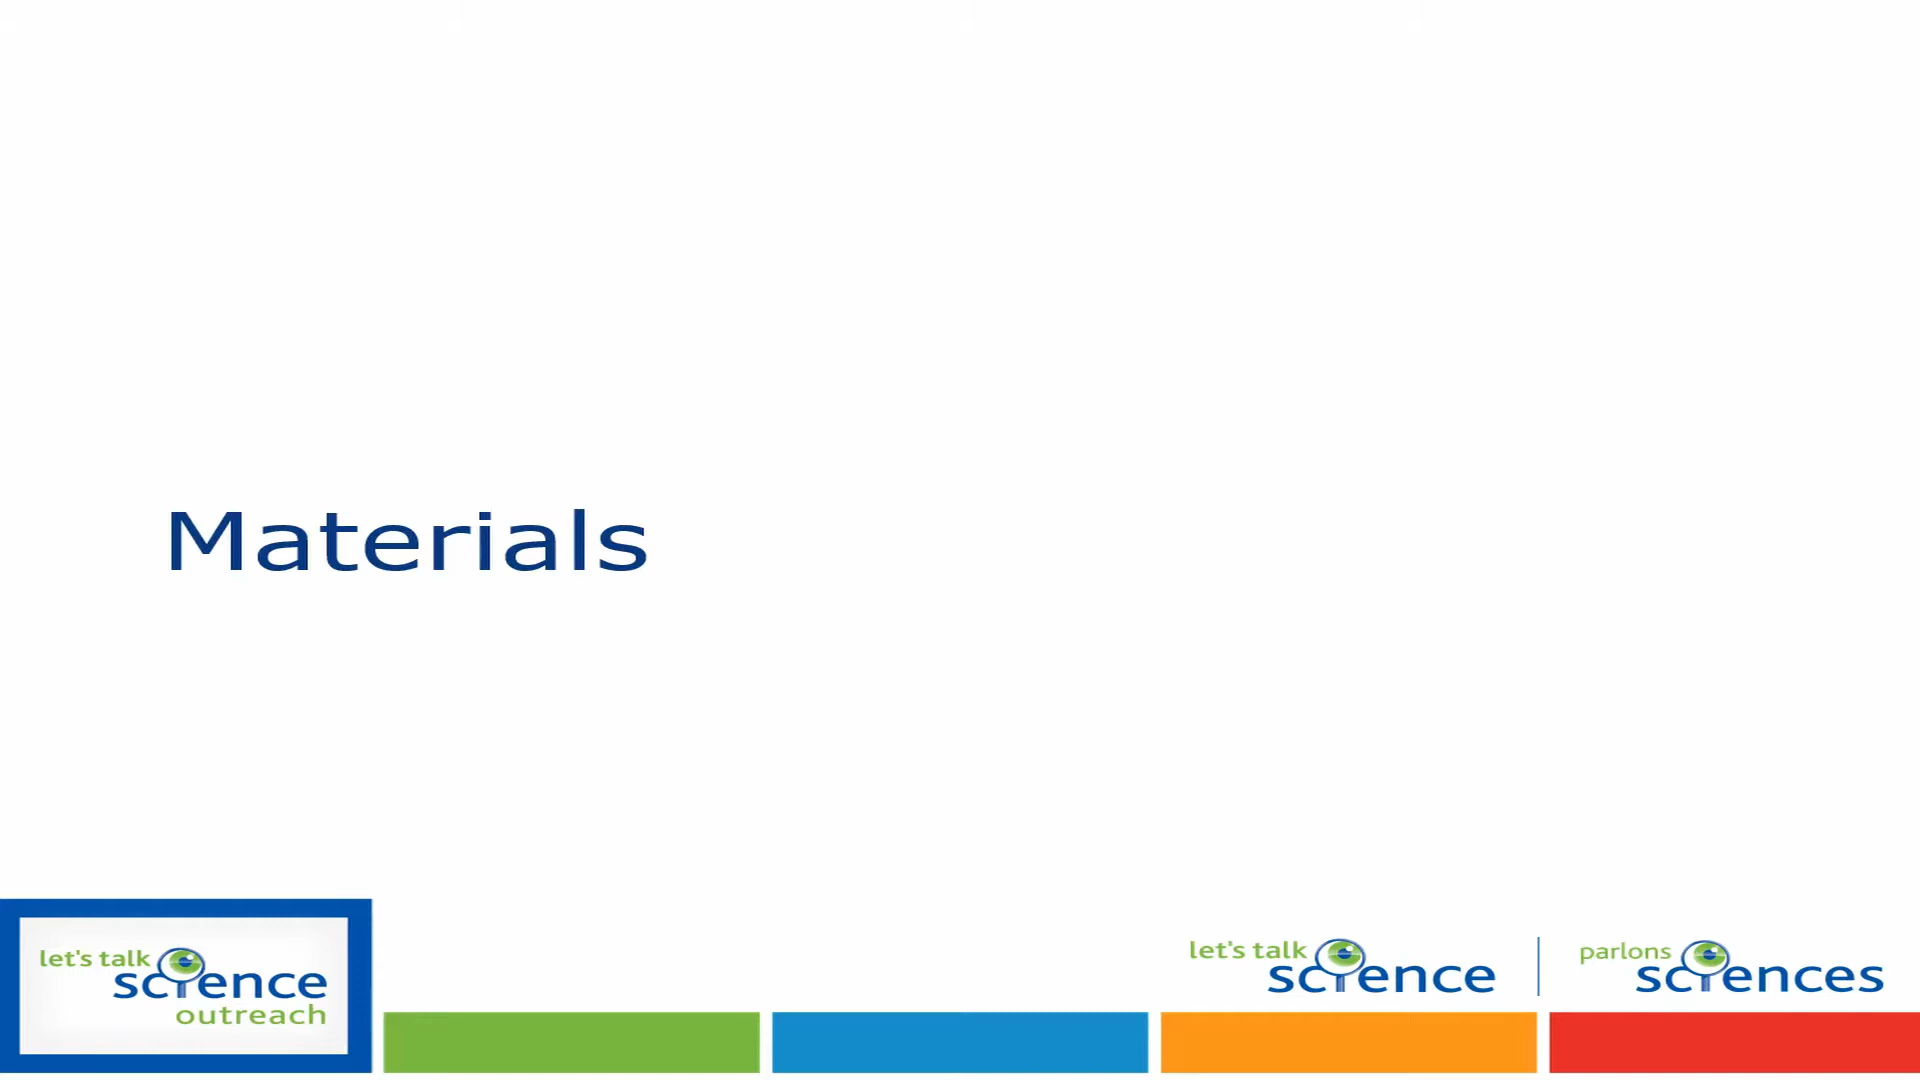 Materials
let's talk
science
outreach
let's talk
science
parlons
sciences